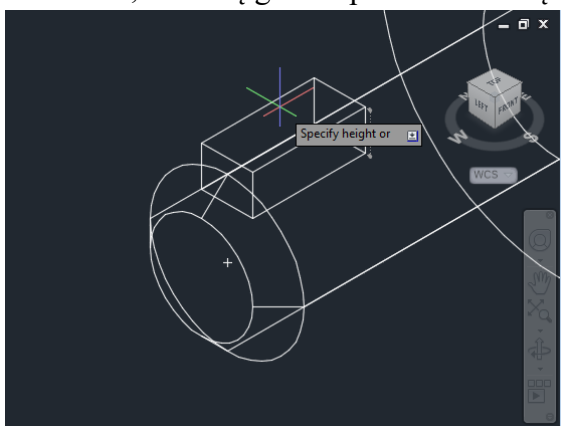 Specify height or
TOP
LEFT
FRONT
N
E
W
S
WCS